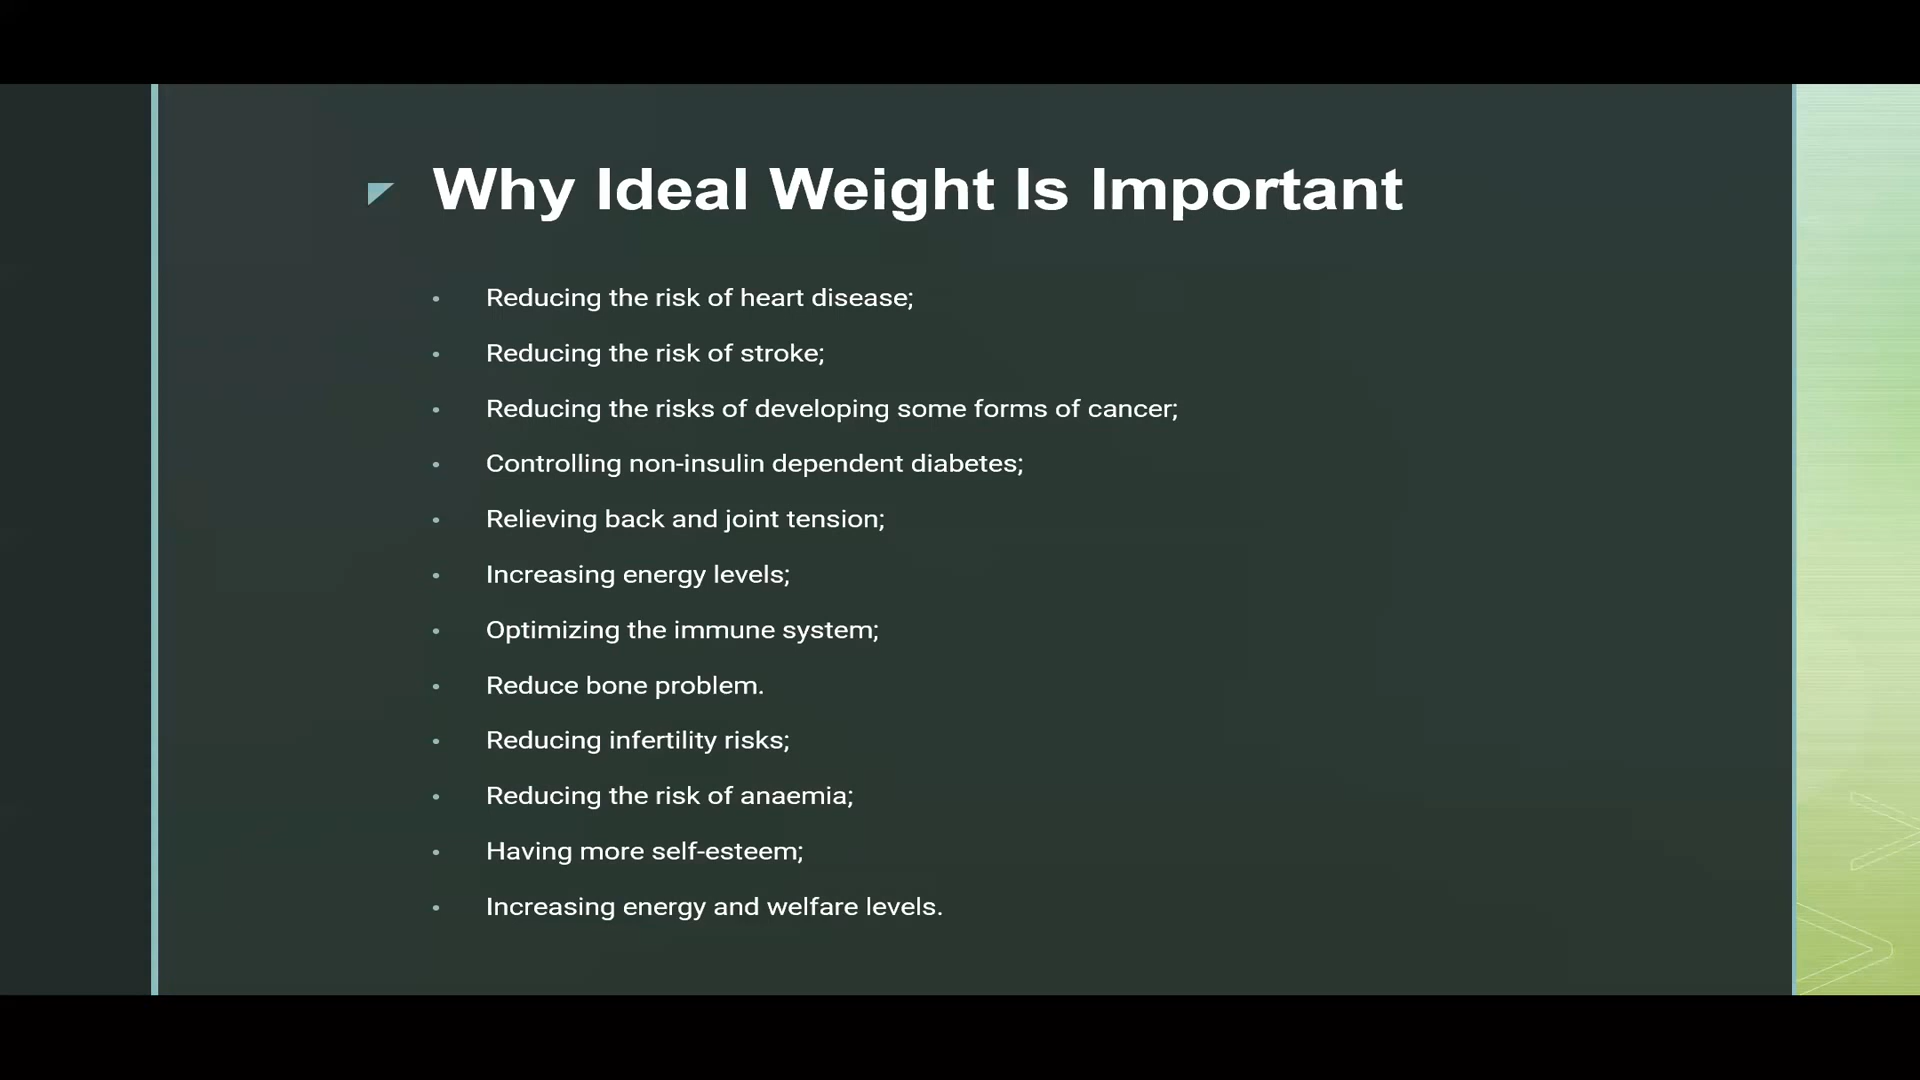 Why Ideal Weight Is Important
• Reducing the risk of heart disease;
• Reducing the risk of stroke;
• Reducing the risks of developing some forms of cancer;
• Controlling non-insulin dependent diabetes;
• Relieving back and joint tension;
• Increasing energy levels;
• Optimizing the immune system;
• Reduce bone problem.
• Reducing infertility risks;
• Reducing the risk of anaemia;
• Having more self-esteem;
• Increasing energy and welfare levels.